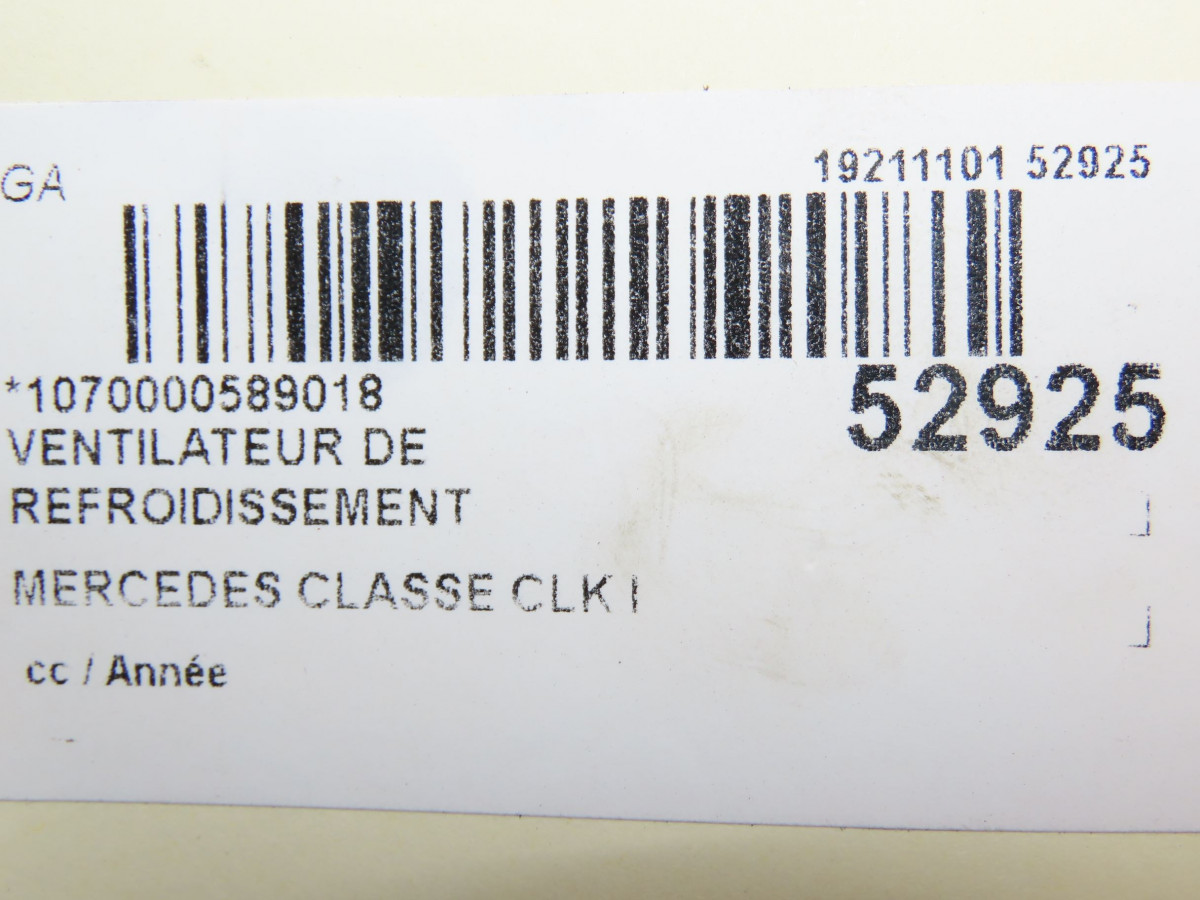 GA
19211101 52925
*1070000589018
52925
VENTILATEUR DE
REFROIDISSEMENT
MERCEDES CLASSE CLK I
cc / Année